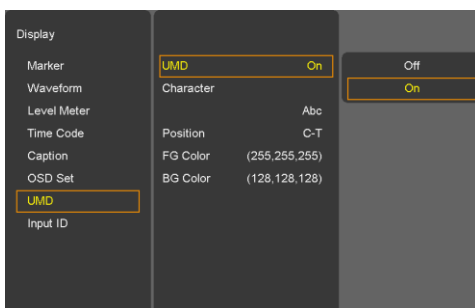 Display
Marker
Waveform
Level Meter
Time Code
Caption
OSD Set
UMD
Input ID
UMD On
Character
Abc
Position C-T
FG Color (255,255,255)
BG Color (128,128,128)
Off
On